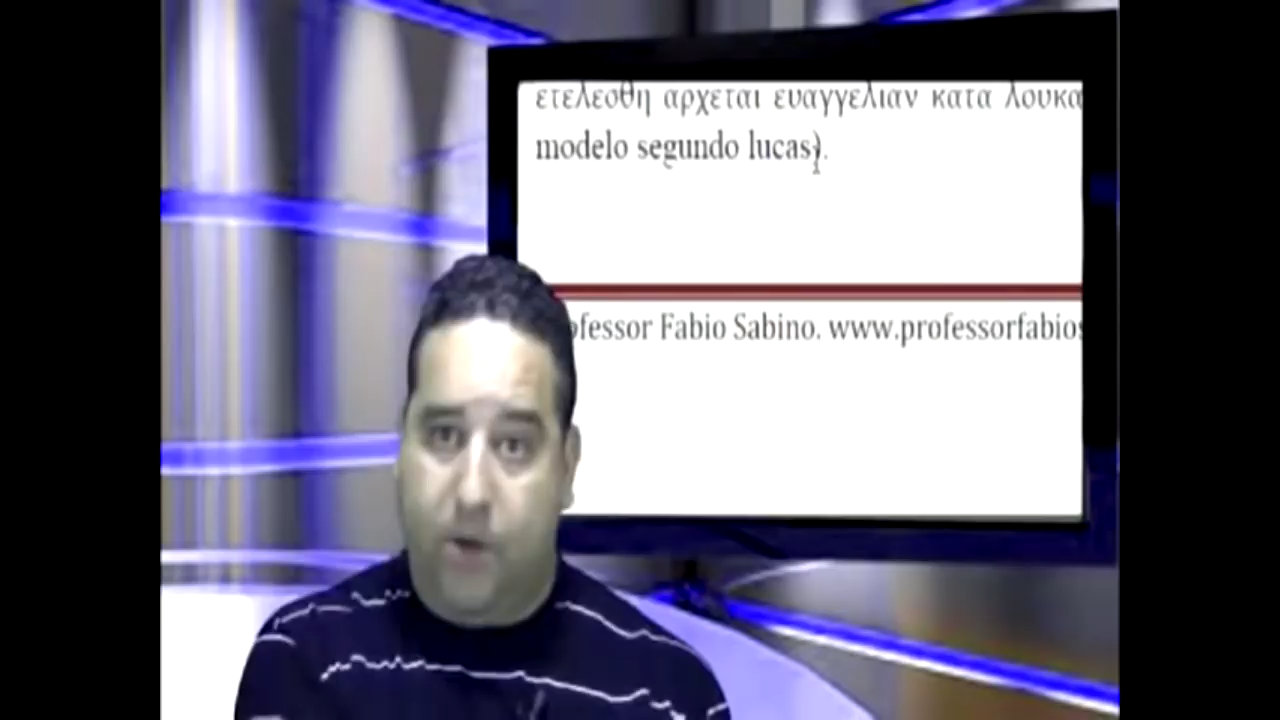 ετελεσθη αρχεται ευαγγελιαν κατα λουκα
modelo segundo lucas).
ofessor Fabio Sabino. www.professorfabios